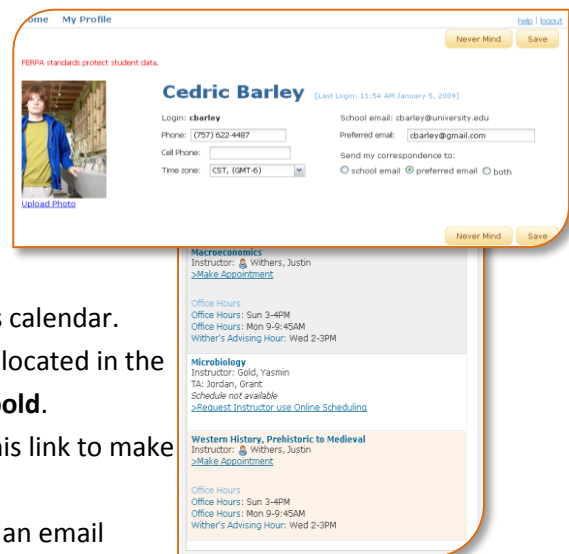 ome My Profile
help | logout
Never Mind Save
FERPA standards protect student data.
Cedric Barley [Last Login: 11:54 AM January 5, 2009]
Login: cbarley School email: cbarley@university.edu
Phone: (757) 622-4487 Preferred email: cbarley@gmail.com
Cell Phone: Send my correspondence to:
Time zone: CST, (GMT-6) school email preferred email both
Upload Photo
Never Mind Save
Macroeconomics
Instructor: Withers, Justin
>Make Appointment
Office Hours
Office Hours: Sun 3-4PM
Office Hours: Mon 9-9:45AM
Wither's Advising Hour: Wed 2-3PM
Microbiology
Instructor: Gold, Yasmin
TA: Jordan, Grant
Schedule not available
>Request Instructor use Online Scheduling
Western History, Prehistoric to Medieval
Instructor: Withers, Justin
>Make Appointment
Office Hours
Office Hours: Sun 3-4PM
Office Hours: Mon 9-9:45AM
Wither's Advising Hour: Wed 2-3PM
s calendar.
located in the
bold.
his link to make
an email